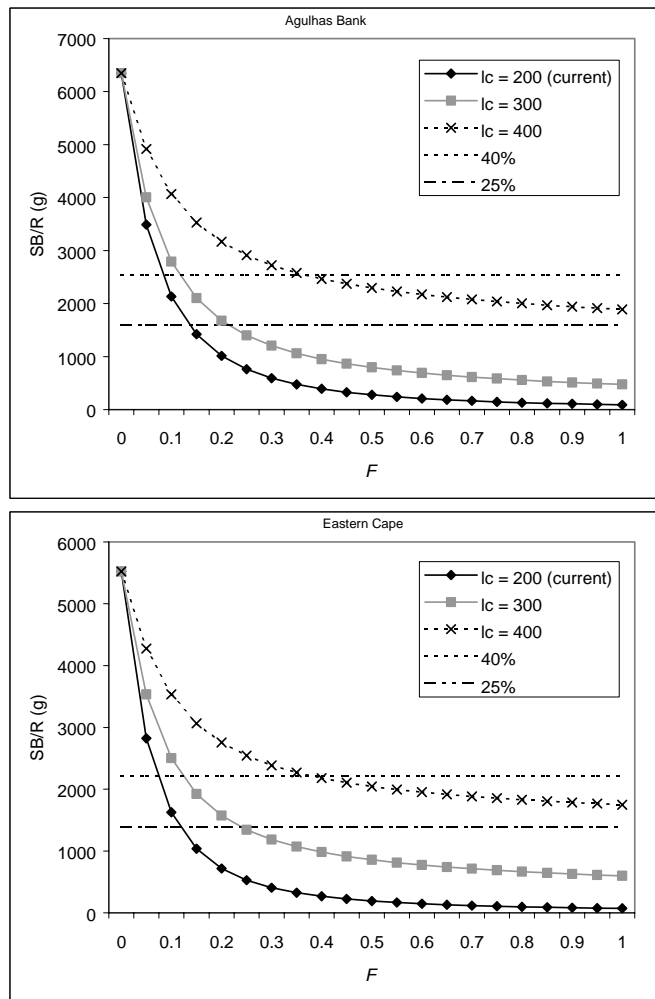 Agulhas Bank
7000
6000
5000
4000
3000
2000
1000
0
SB/R (g)
lc = 200 (current)
lc = 300
lc = 400
40%
25%
0 0.1 0.2 0.3 0.4 0.5 0.6 0.7 0.8 0.9 1
F
Eastern Cape
6000
5000
4000
3000
2000
1000
0
SB/R (g)
lc = 200 (current)
lc = 300
lc = 400
40%
25%
0 0.1 0.2 0.3 0.4 0.5 0.6 0.7 0.8 0.9 1
F